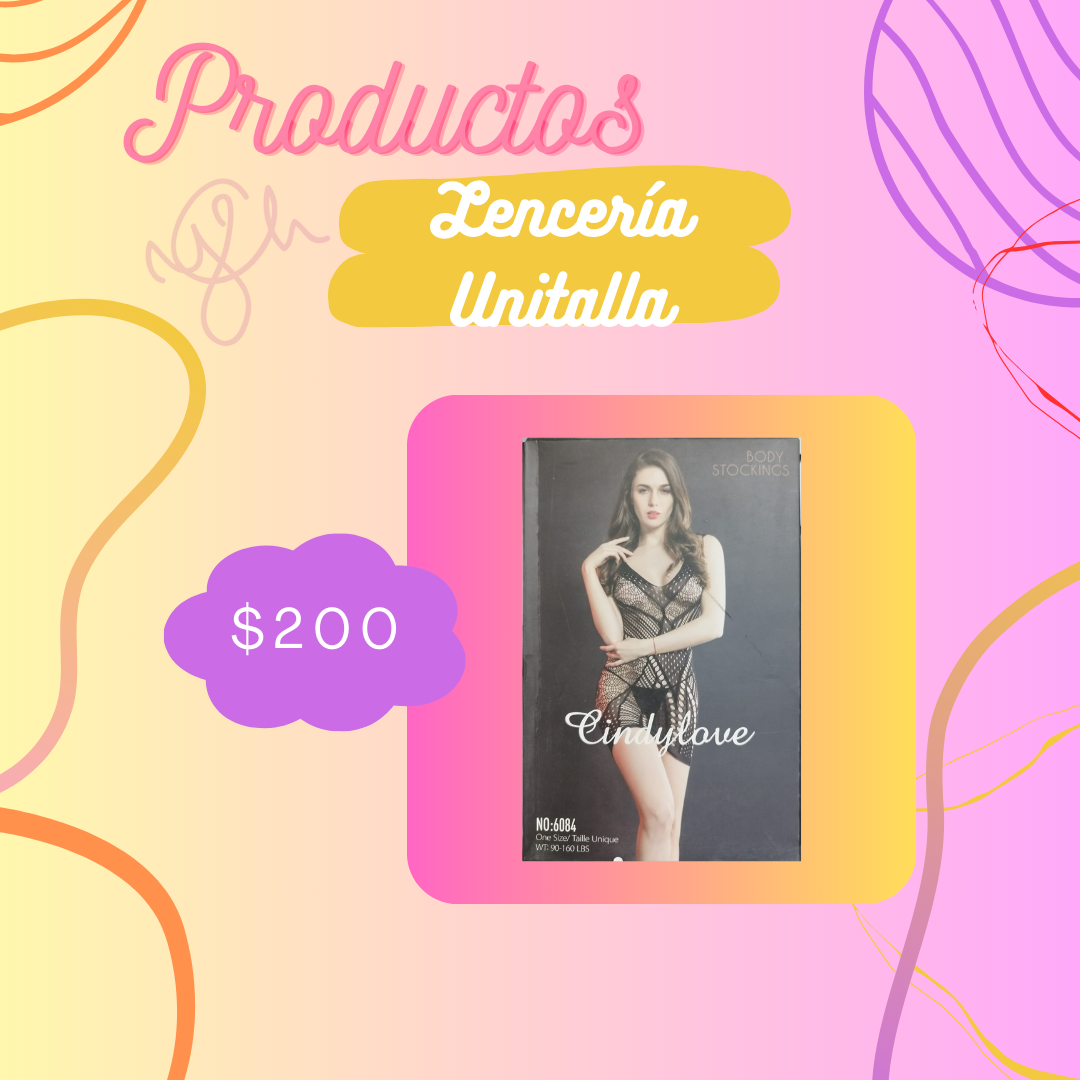 Productos
Lencería
Unitalla
BODY
STOCKINGS
$200
Cindylove
NO:6084
One Size/ Taille Unique
WT: 90-160 LBS